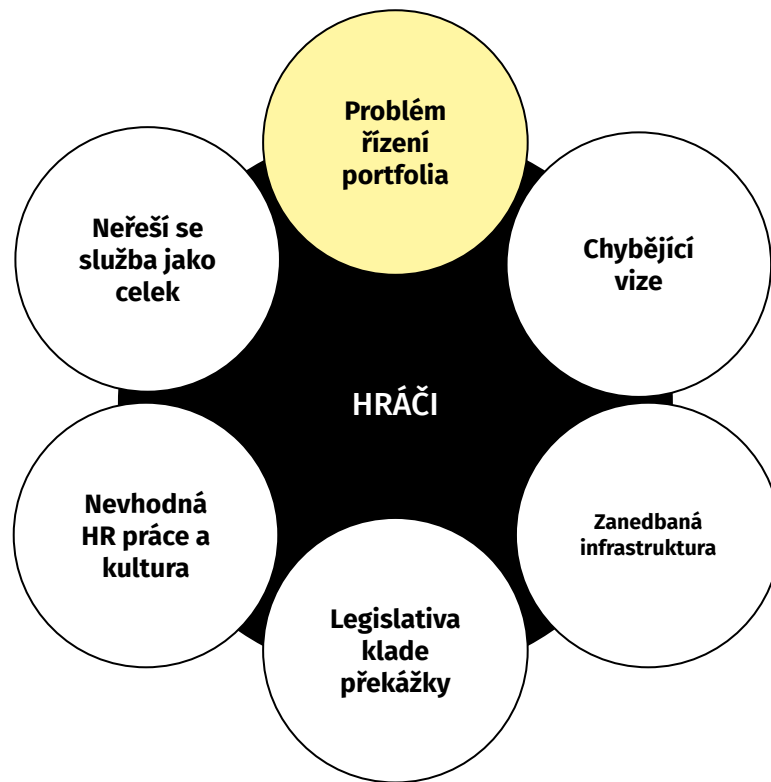 Problém
řízení
portfolia
Neřeší se
služba jako
celek
Chybějící
vize
HRÁČI
Nevhodná
HR práce a
kultura
Zanedbaná
infrastruktura
Legislativa
klade
překážky